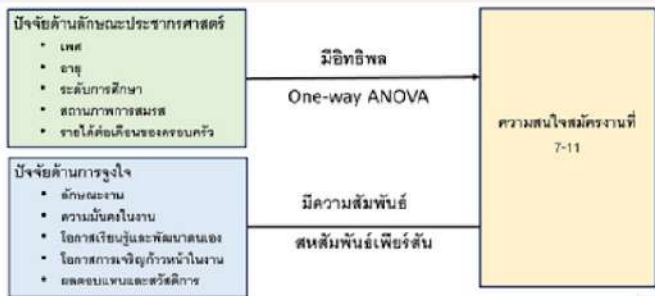 ปัจจัยด้านลักษณะประชากรศาสตร์
• เพศ
• อายุ
• ระดับการศึกษา
• สถานภาพการสมรส
• รายได้ต่อเดือนของครอบครัว
มีอิทธิพล
One-way ANOVA
ปัจจัยด้านการจูงใจ
• ลักษณะงาน
• ความมั่นคงในงาน
• โอกาสเรียนรู้และพัฒนาตนเอง
• โอกาสการเจริญก้าวหน้าในงาน
• ผลตอบแทนและสวัสดิการ
มีความสัมพันธ์
สหสัมพันธ์เพียร์สัน
ความสนใจสมัครงานที่
7-11